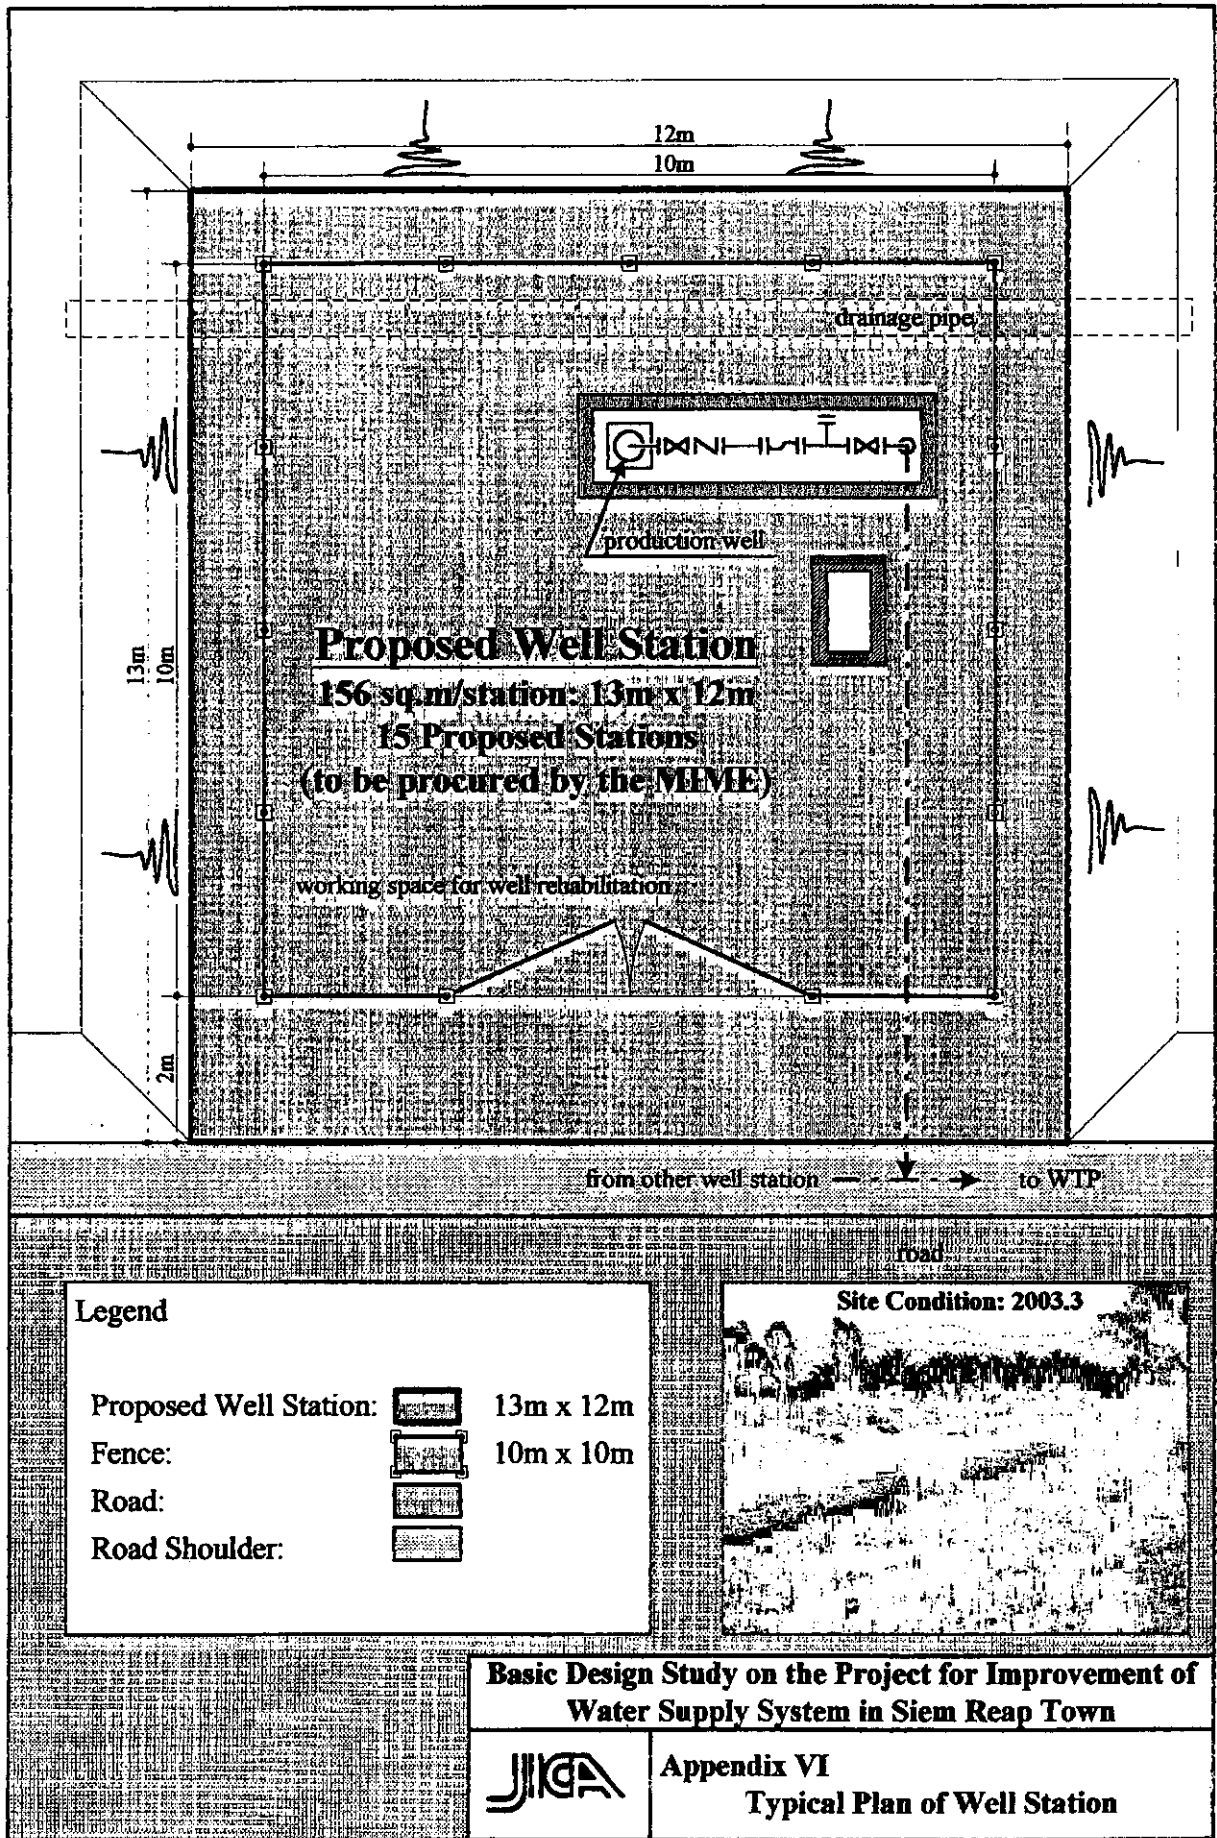 12m
10m
drainage pipe
production well
13m
10m
Proposed Well Station
156 sq.m/station: 13m x 12m
15 Proposed Stations
(to be procured by the MIME)
working space for well rehabilitation
2m
from other well station
to WTP
road
Legend
Proposed Well Station: 13m x 12m
Fence: 10m x 10m
Road:
Road Shoulder:
Site Condition: 2003.3
Basic Design Study on the Project for Improvement of
Water Supply System in Siem Reap Town
JICA
Appendix VI
Typical Plan of Well Station